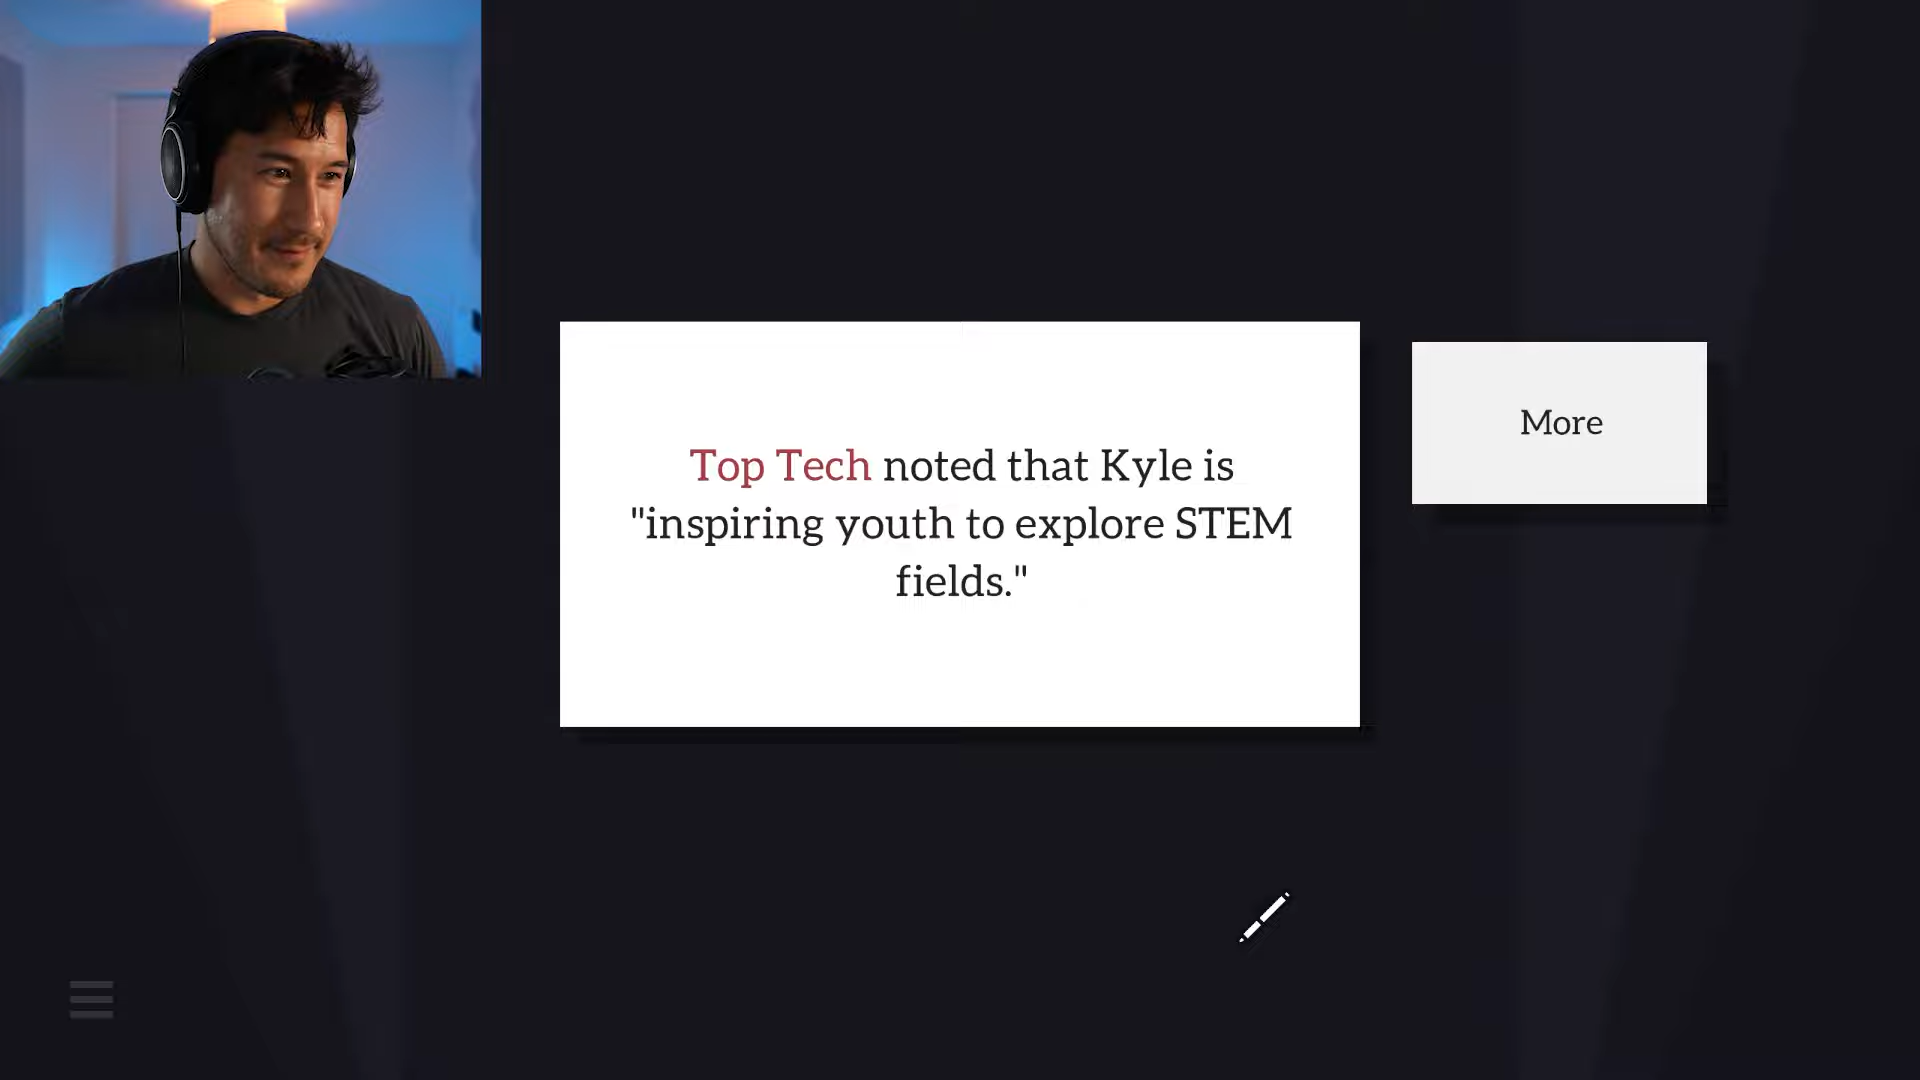 Top Tech noted that Kyle is
"inspiring youth to explore STEM
fields."
More